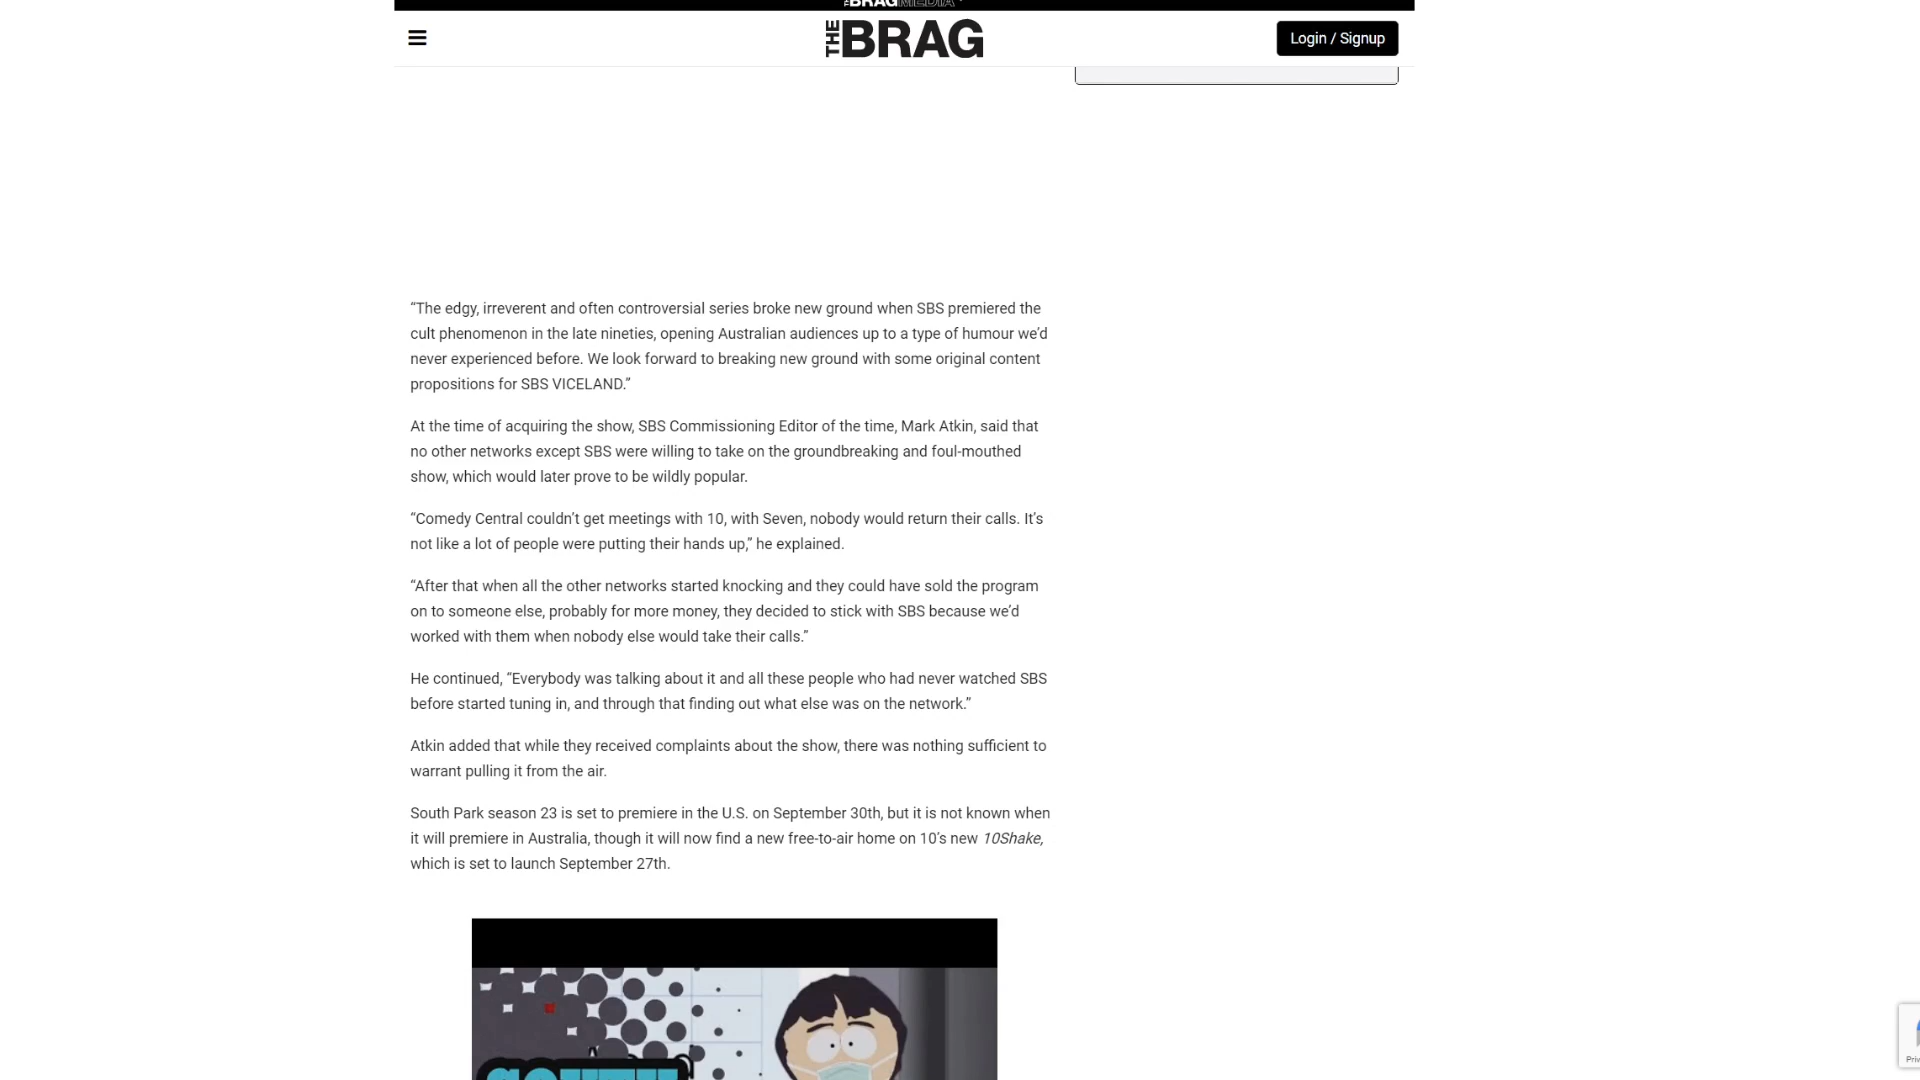 THE BRAG MEDIA
THE BRAG
Login / Signup
“The edgy, irreverent and often controversial series broke new ground when SBS premiered the
cult phenomenon in the late nineties, opening Australian audiences up to a type of humour we’d
never experienced before. We look forward to breaking new ground with some original content
propositions for SBS VICELAND.”
At the time of acquiring the show, SBS Commissioning Editor of the time, Mark Atkin, said that
no other networks except SBS were willing to take on the groundbreaking and foul-mouthed
show, which would later prove to be wildly popular.
“Comedy Central couldn’t get meetings with 10, with Seven, nobody would return their calls. It’s
not like a lot of people were putting their hands up,” he explained.
“After that when all the other networks started knocking and they could have sold the program
on to someone else, probably for more money, they decided to stick with SBS because we’d
worked with them when nobody else would take their calls.”
He continued, “Everybody was talking about it and all these people who had never watched SBS
before started tuning in, and through that finding out what else was on the network.”
Atkin added that while they received complaints about the show, there was nothing sufficient to
warrant pulling it from the air.
South Park season 23 is set to premiere in the U.S. on September 30th, but it is not known when
it will premiere in Australia, though it will now find a new free-to-air home on 10’s new 10Shake,
which is set to launch September 27th.